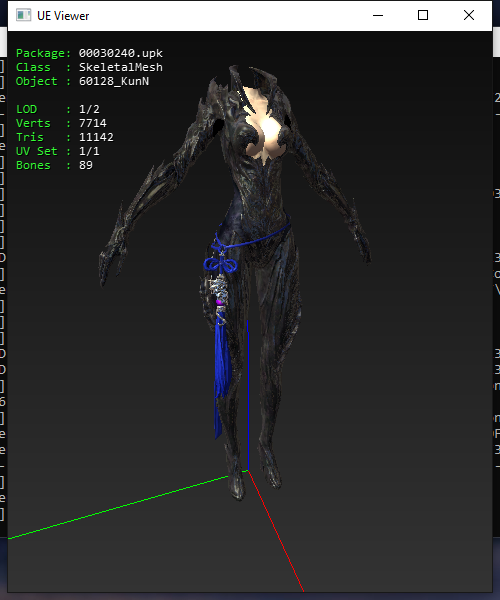 UE Viewer
Package: 00030240.upk
Class : SkeletalMesh
Object : 60128_KunN
LOD : 1/2
Verts : 7714
Tris : 11142
UV Set : 1/1
Bones : 89